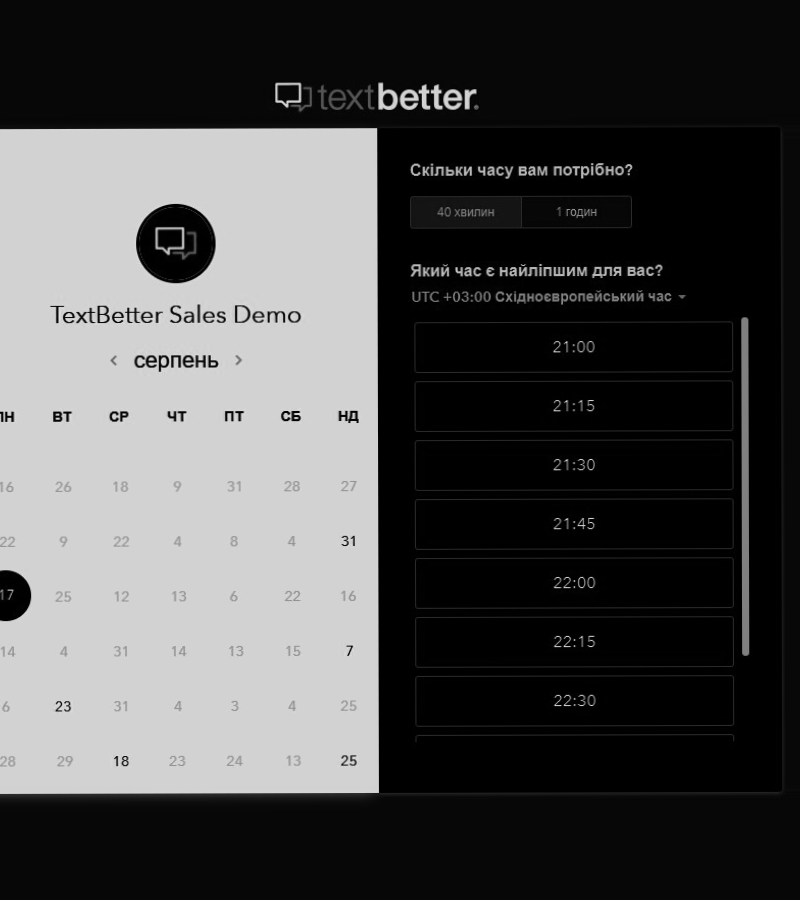 textbetter.
TextBetter Sales Demo
серпень
ВТ СР ЧТ ПТ СБ НД
16 26 18 9 31 28 27
22 9 22 4 8 4 31
17 25 12 13 6 22 16
14 4 31 14 13 15 7
6 23 31 4 3 4 25
28 29 18 23 24 13 25
Скільки часу вам потрібно?
40 хвилин 1 годин
Який час є найліпшим для вас?
UTC +03:00 Східноєвропейський час
21:00
21:15
21:30
21:45
22:00
22:15
22:30